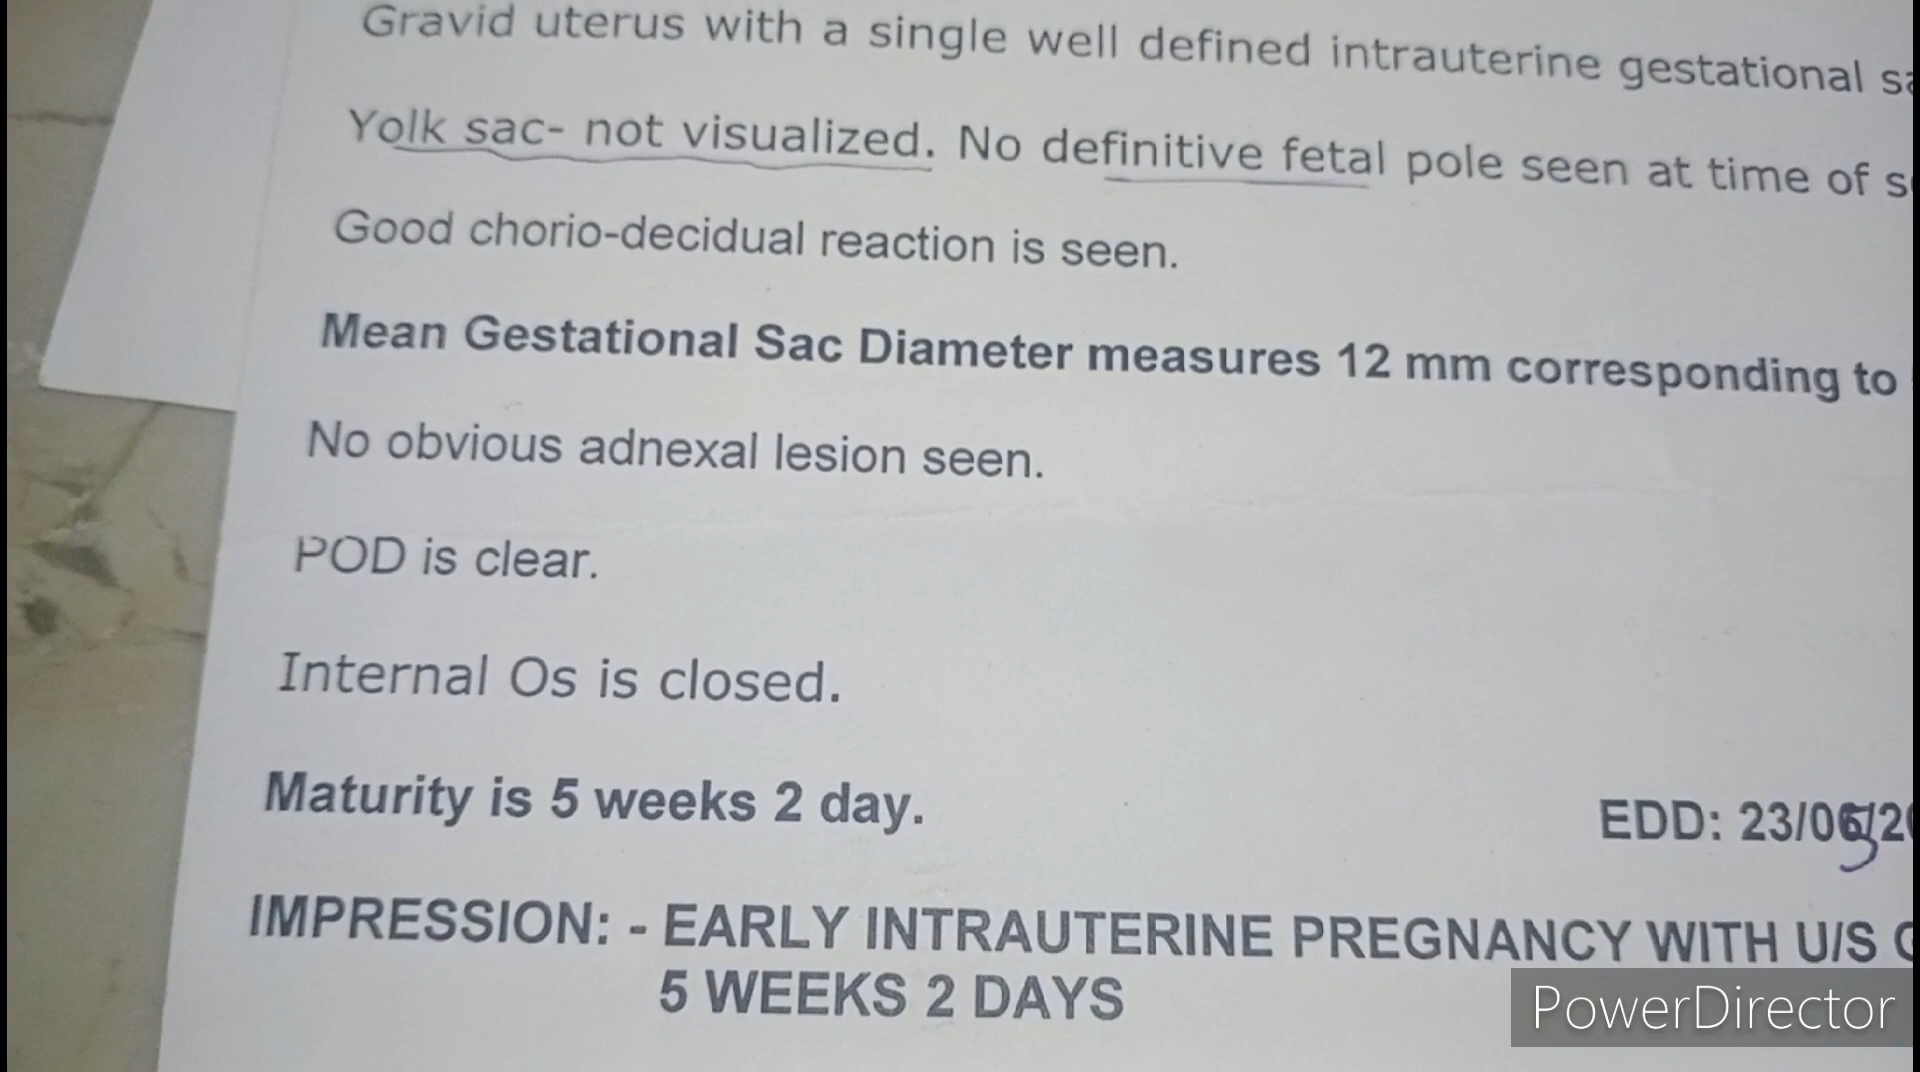 Gravid uterus with a single well defined intrauterine gestational
Yolk sac- not visualized. No definitive fetal pole seen at time of
Good chorio-decidual reaction is seen.
Mean Gestational Sac Diameter measures 12 mm corresponding to
No obvious adnexal lesion seen.
POD is clear.
Internal Os is closed.
Maturity is 5 weeks 2 day.
EDD:
IMPRESSION: - EARLY INTRAUTERINE PREGNANCY WITH U/S
5 WEEKS 2 DAYS
PowerDirector